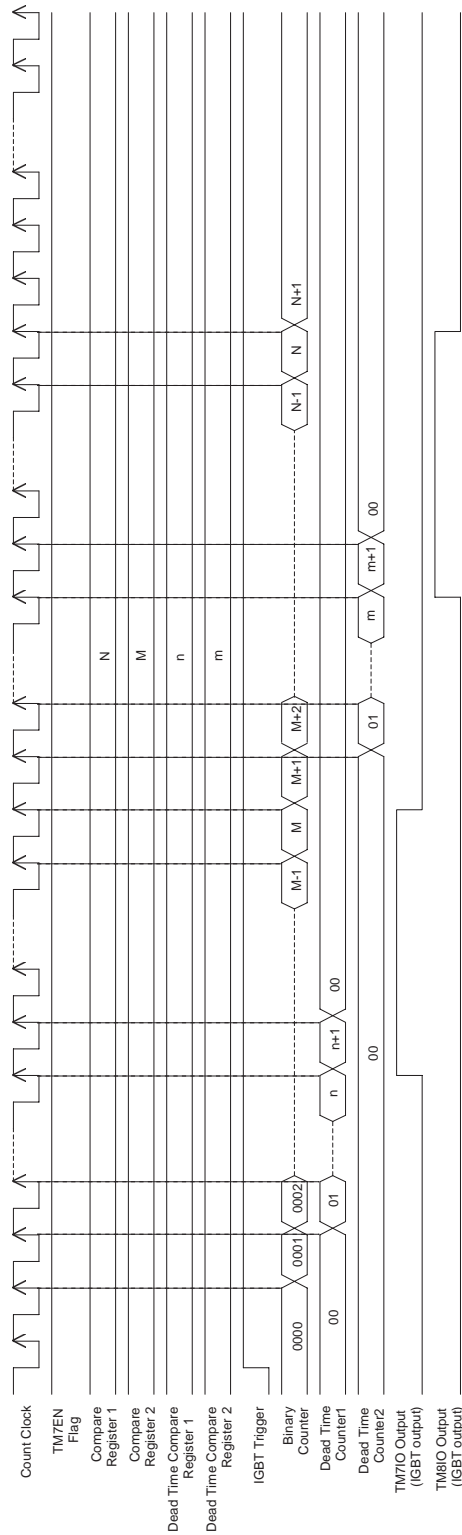 Count Clock
TM7EN
Flag
Compare
Register 1
N
Compare
Register 2
M
Dead Time Compare
Register 1
n
Dead Time Compare
Register 2
m
IGBT Trigger
Binary
Counter
0000
0001
0002
M-1
M
M+1
M+2
N-1
N
N+1
Dead Time
Counter1
00
01
n
n+1
00
Dead Time
Counter2
00
01
m
m+1
00
TM7IO Output
(IGBT output)
TM8IO Output
(IGBT output)